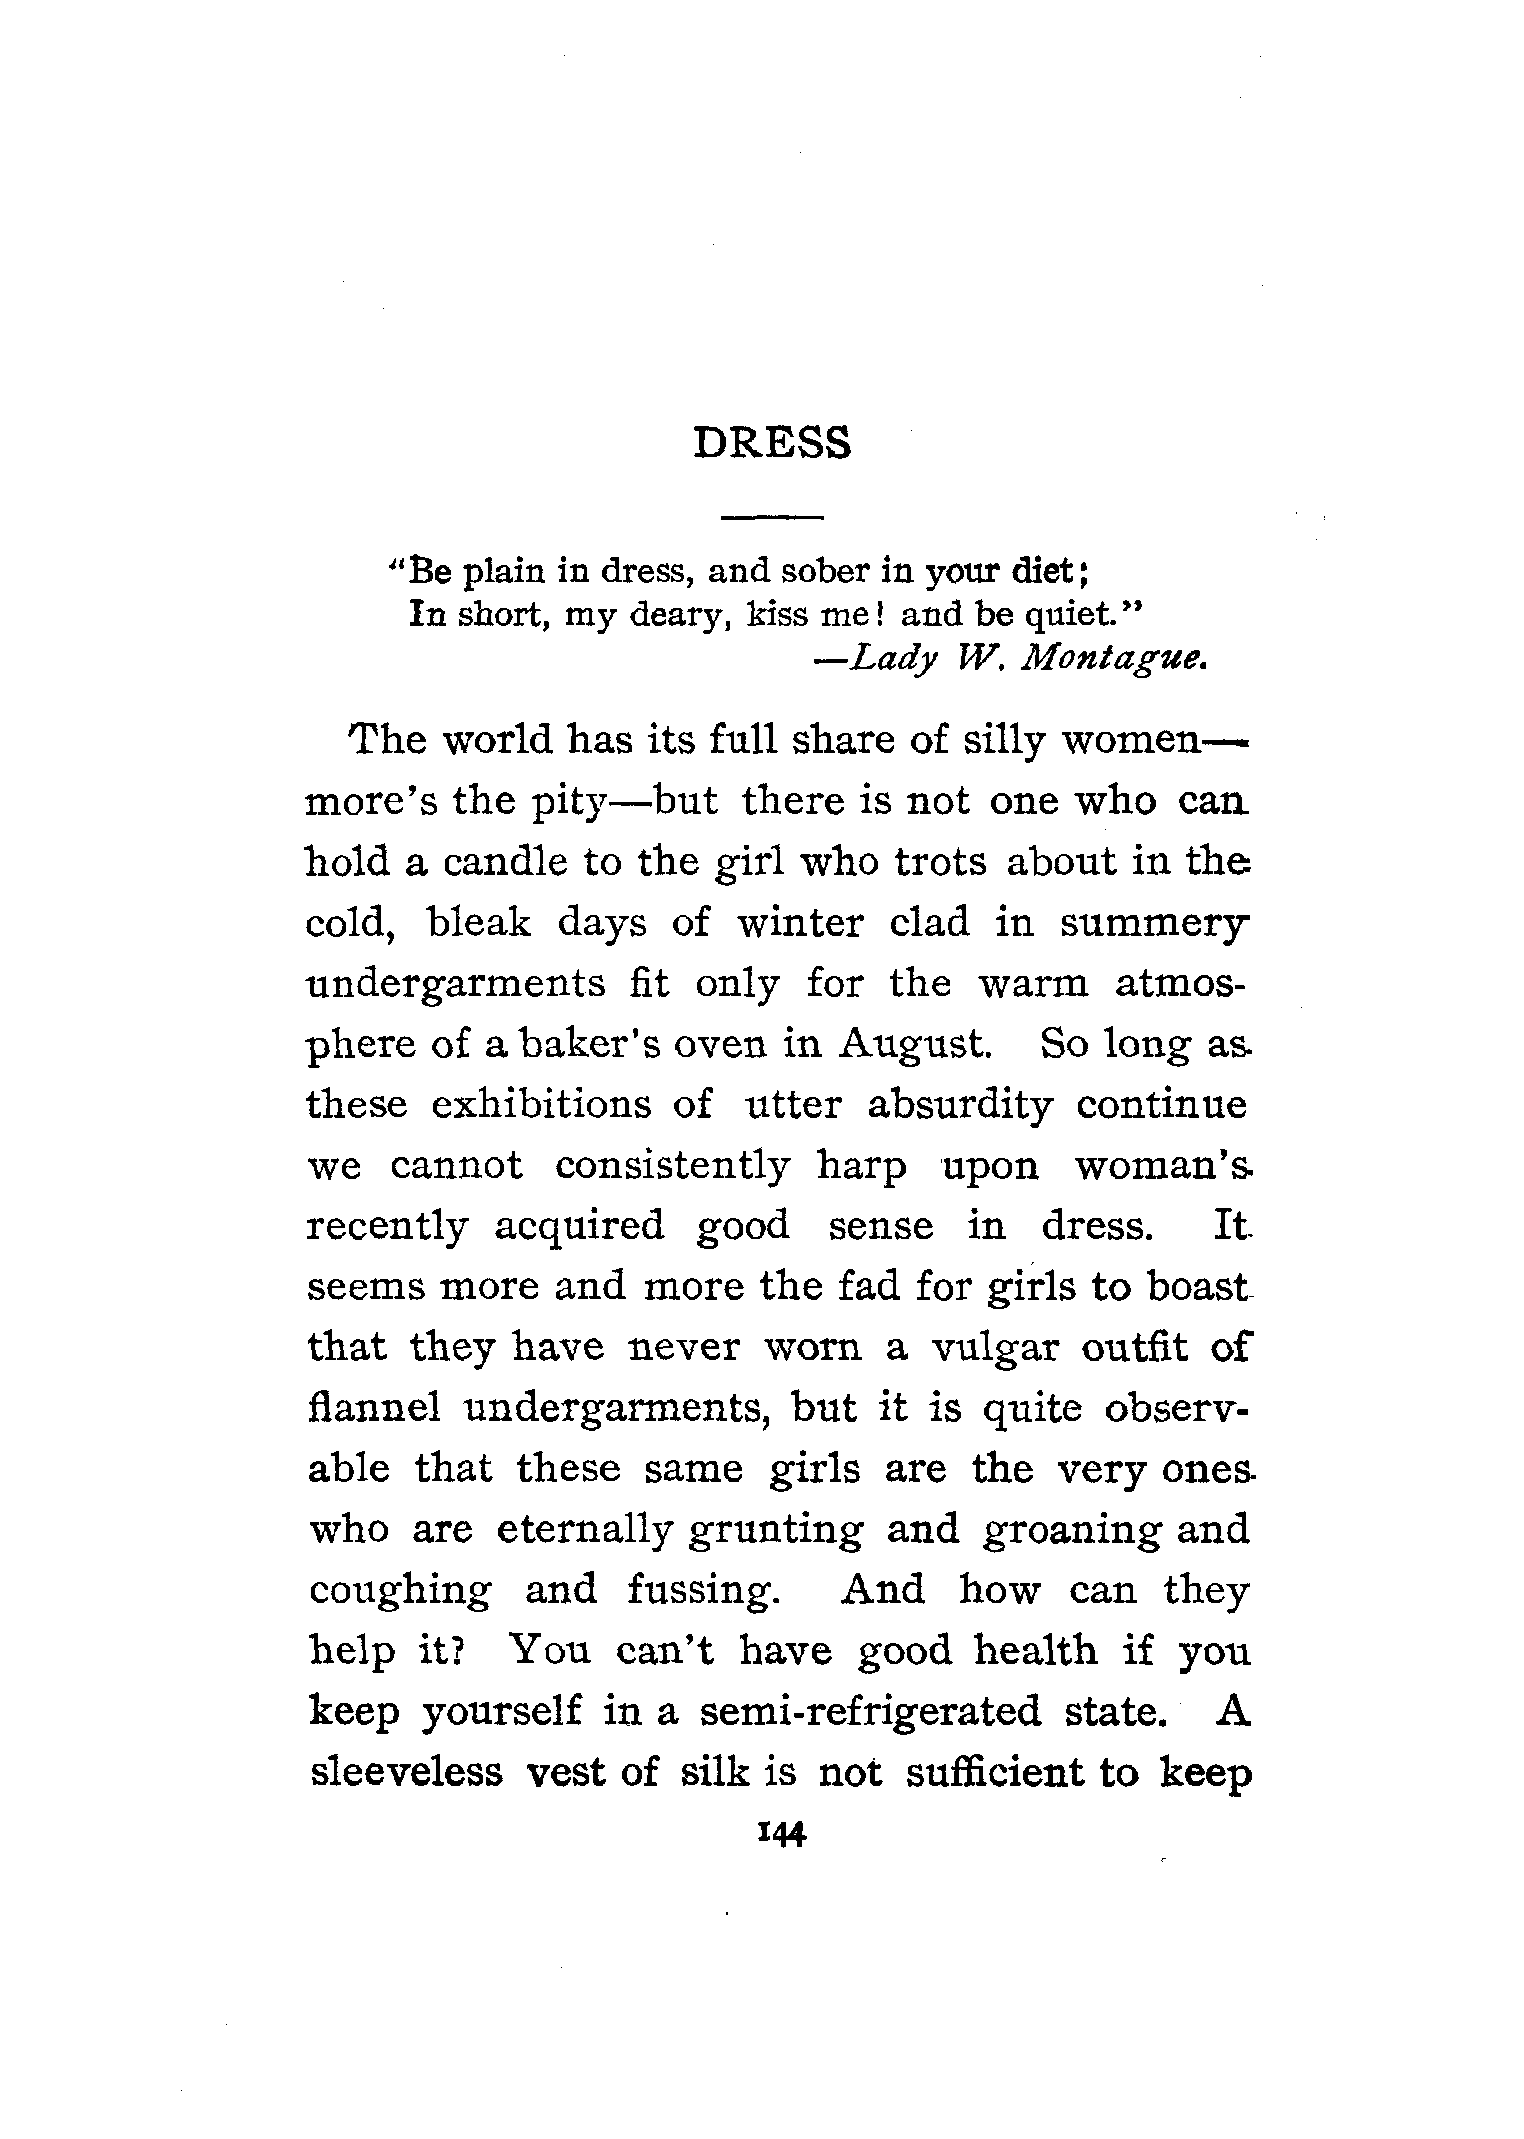 DRESS
"Be plain in dress, and sober in your diet;
In short, my deary, kiss me! and be quiet."
—Lady W. Montague.
The world has its full share of silly women—
more's the pity—but there is not one who can
hold a candle to the girl who trots about in the
cold, bleak days of winter clad in summery
undergarments fit only for the warm atmos-
phere of a baker's oven in August. So long as
these exhibitions of utter absurdity continue
we cannot consistently harp upon woman's
recently acquired good sense in dress. It
seems more and more the fad for girls to boast
that they have never worn a vulgar outfit of
flannel undergarments, but it is quite observ-
able that these same girls are the very ones
who are eternally grunting and groaning and
coughing and fussing. And how can they
help it? You can't have good health if you
keep yourself in a semi-refrigerated state. A
sleeveless vest of silk is not sufficient to keep
144